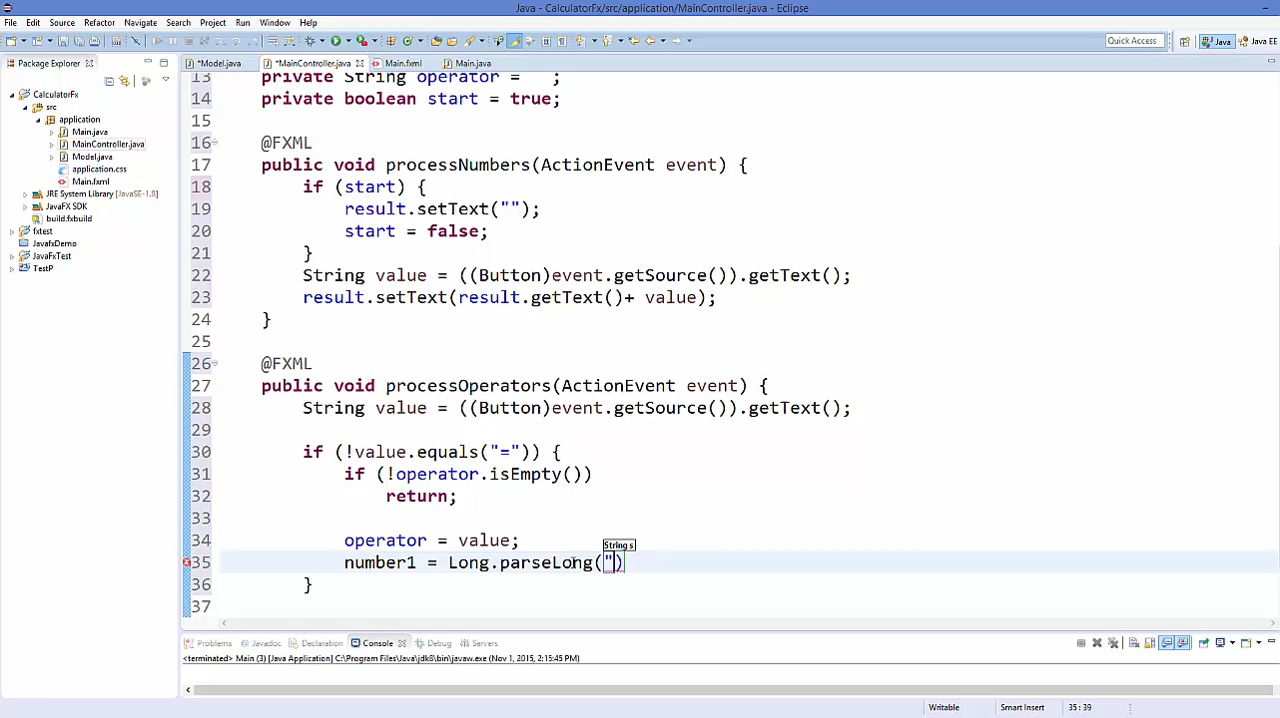 Java - CalculatorFx/src/application/MainController.java - Eclipse
File Edit Source Refactor Navigate Search Project Run Window Help
Quick Access Java Java EE
Package Explorer
*Model.java *MainController.java Main.fxml Main.java
CalculatorFx
src
application
Main.java
MainController.java
Model.java
application.css
Main.fxml
JRE System Library [JavaSE-1.8]
JavaFX SDK
build.fxbuild
fxtest
JavafxDemo
JavaFxTest
TestP
13 private String operator = ;
14 private boolean start = true;
15
16 @FXML
17 public void processNumbers(ActionEvent event) {
18 if (start) {
19 result.setText("");
20 start = false;
21 }
22 String value = ((Button)event.getSource()).getText();
23 result.setText(result.getText()+ value);
24 }
25
26 @FXML
27 public void processOperators(ActionEvent event) {
28 String value = ((Button)event.getSource()).getText();
29
30 if (!value.equals("=")) {
31 if (!operator.isEmpty())
32 return;
33
34 operator = value;
String s
35 number1 = Long.parseLong(")
36 }
37
Problems Javadoc Declaration Console Debug Servers
<terminated> Main (3) [Java Application] C:\Program Files\Java\jdk8\bin\javaw.exe (Nov 1, 2015, 2:15:45 PM)
Writable Smart Insert 35 : 39